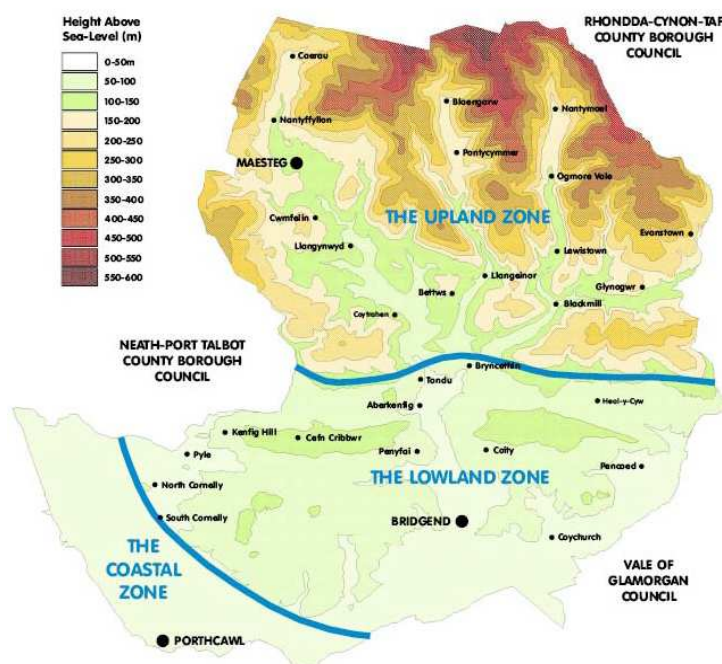 Height Above
Sea-Level (m)
0-50m
50-100
100-150
150-200
200-250
250-300
300-350
350-400
400-450
450-500
500-550
550-600
RHONDDA-CYNON-TAF
COUNTY BOROUGH
COUNCIL
Caerau
Blaengarw
Nantymoel
Nantyffyllon
Pontycymmer
MAESTEG
Ogmore Vale
Cwmfelin
THE UPLAND ZONE
Evanstown
Llangynwyd
Lewistown
Llangeinor
Glynogwr
Bettws
Blackmill
Coytrahen
NEATH-PORT TALBOT
COUNTY BOROUGH
COUNCIL
Bryncethin
Tondu
Aberkenfig
Heol-y-Cyw
Kenfig Hill
Cefn Cribbwr
Penyfai
Coity
Pyle
Pencoed
THE LOWLAND ZONE
North Cornelly
South Cornelly
BRIDGEND
Coychurch
THE
COASTAL
ZONE
VALE OF
GLAMORGAN
COUNCIL
PORTHCAWL